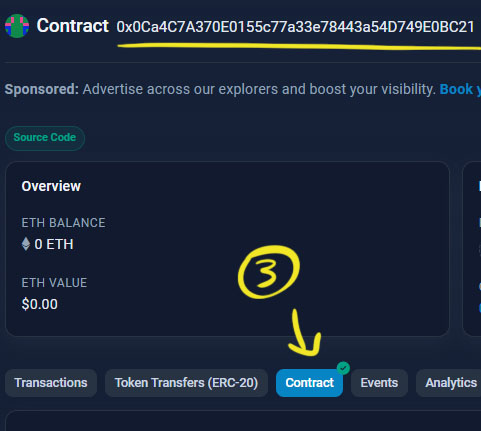 Contract 0x0Ca4C7A370E0155c77a33e78443a54D749E0BC21
Sponsored: Advertise across our explorers and boost your visibility. Book
Source Code
Overview
ETH BALANCE
0 ETH
ETH VALUE
$0.00
3
Transactions Token Transfers (ERC-20) Contract Events Analytics